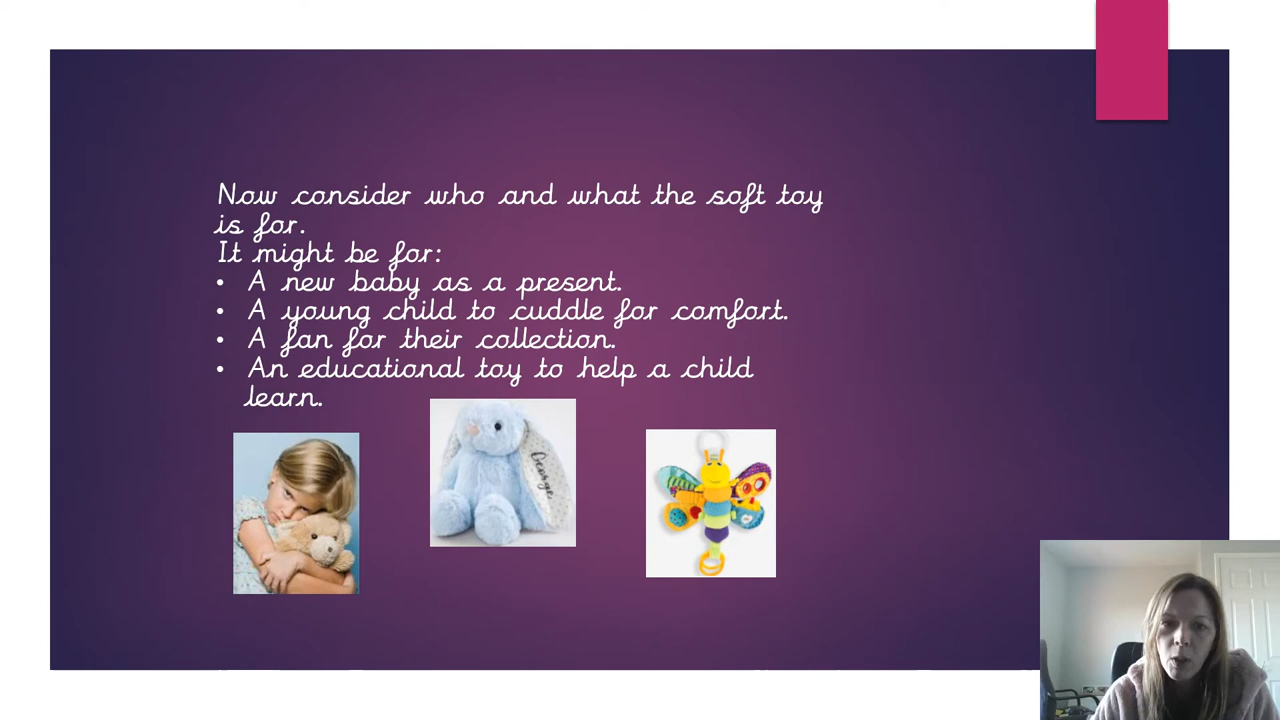 Now consider who and what the soft toy
is for.
It might be for:
• A new baby as a present.
• A young child to cuddle for comfort.
• A fan for their collection.
• An educational toy to help a child
learn.
George